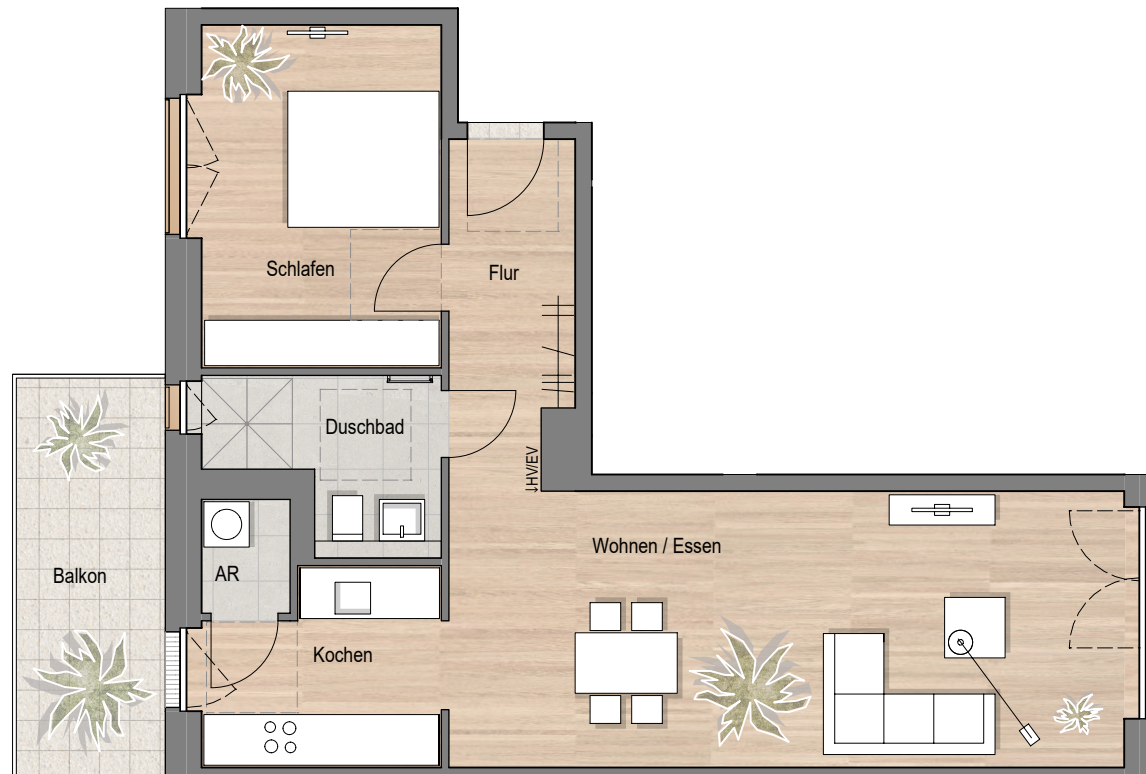 Schlafen
Flur
Duschbad
↓HV/EV
Wohnen / Essen
Balkon
AR
Kochen